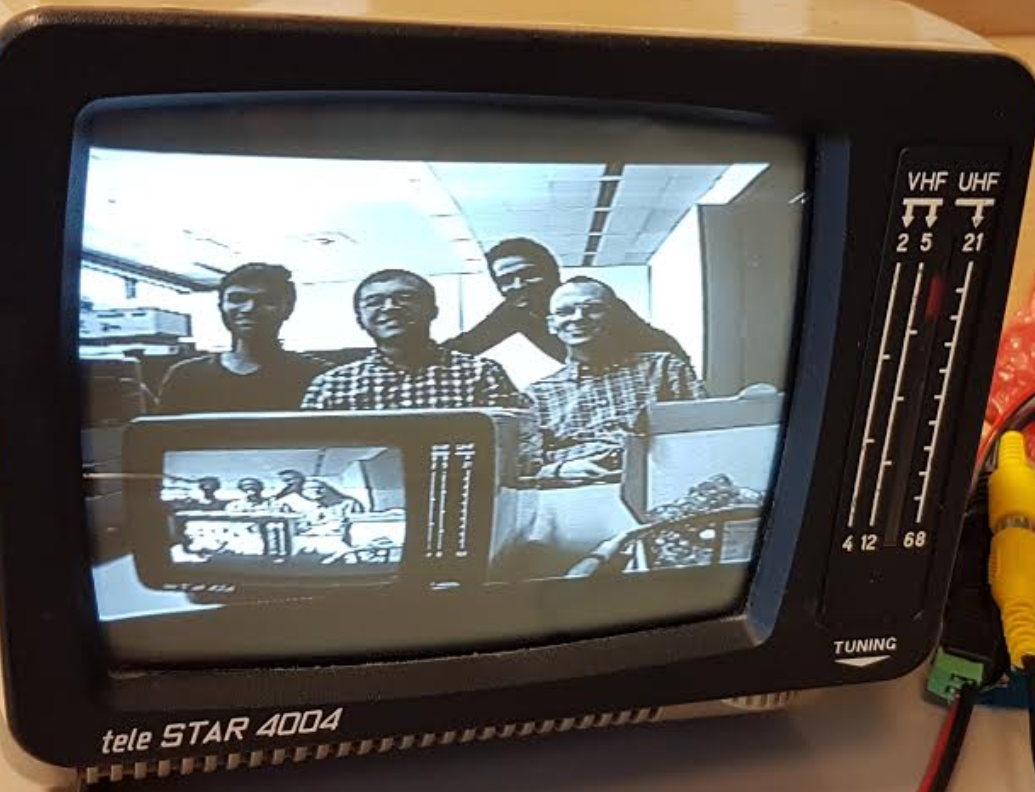 VHF UHF
2 5 21
4 12 68
TUNING
tele STAR 4004